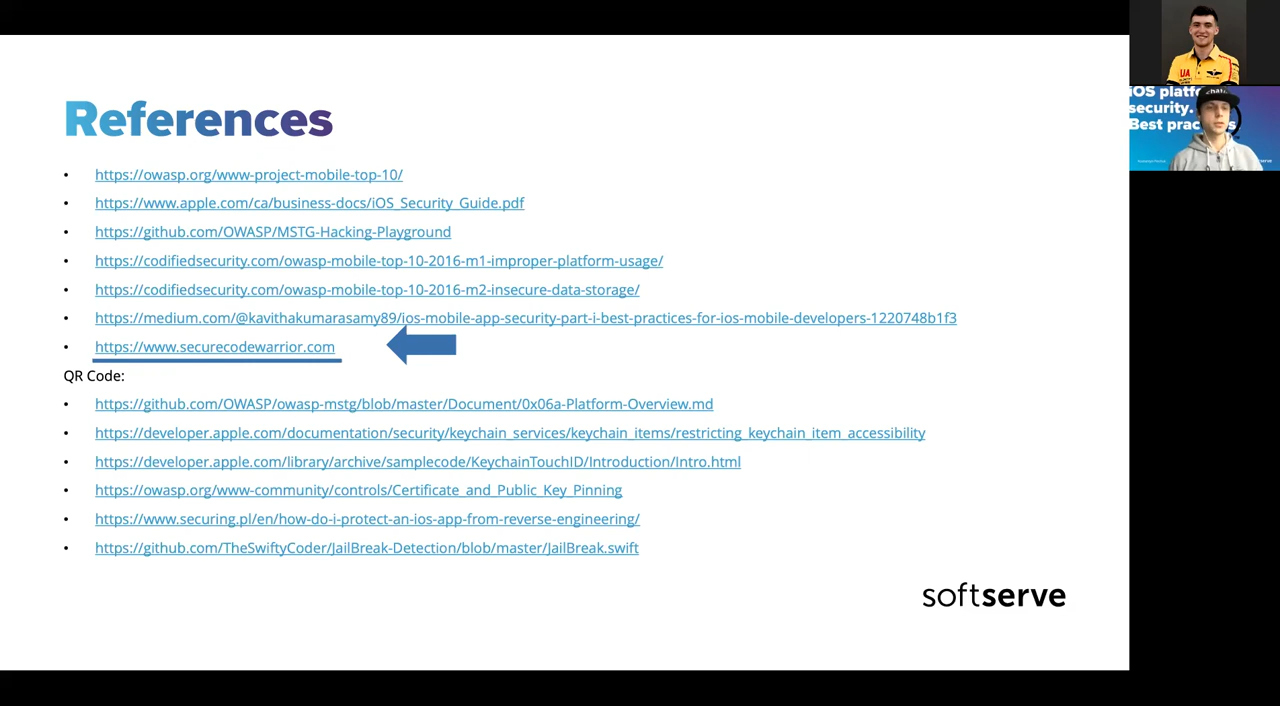 References
• https://owasp.org/www-project-mobile-top-10/
• https://www.apple.com/ca/business-docs/iOS_Security_Guide.pdf
• https://github.com/OWASP/MSTG-Hacking-Playground
• https://codifiedsecurity.com/owasp-mobile-top-10-2016-m1-improper-platform-usage/
• https://codifiedsecurity.com/owasp-mobile-top-10-2016-m2-insecure-data-storage/
• https://medium.com/@kavithakumarasamy89/ios-mobile-app-security-part-i-best-practices-for-ios-mobile-developers-1220748b1f3
• https://www.securecodewarrior.com
QR Code:
• https://github.com/OWASP/owasp-mstg/blob/master/Document/0x06a-Platform-Overview.md
• https://developer.apple.com/documentation/security/keychain_services/keychain_items/restricting_keychain_item_accessibility
• https://developer.apple.com/library/archive/samplecode/KeychainTouchID/Introduction/Intro.html
• https://owasp.org/www-community/controls/Certificate_and_Public_Key_Pinning
• https://www.securing.pl/en/how-do-i-protect-an-ios-app-from-reverse-engineering/
• https://github.com/TheSwiftyCoder/JailBreak-Detection/blob/master/JailBreak.swift
softserve
UA
iOS platfo
security.
Best prac s